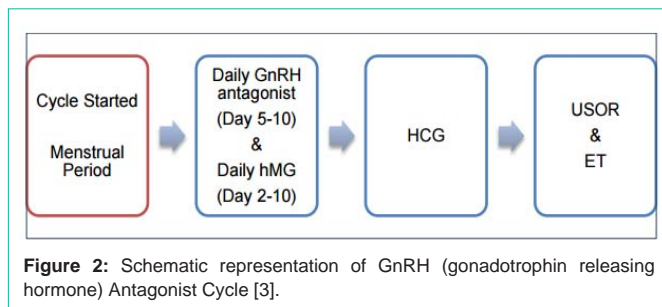 Cycle Started
Menstrual
Period
Daily GnRH
antagonist
(Day 5-10)
&
Daily hMG
(Day 2-10)
HCG
USOR
&
ET
Figure 2: Schematic representation of GnRH (gonadotrophin releasing
hormone) Antagonist Cycle [3].